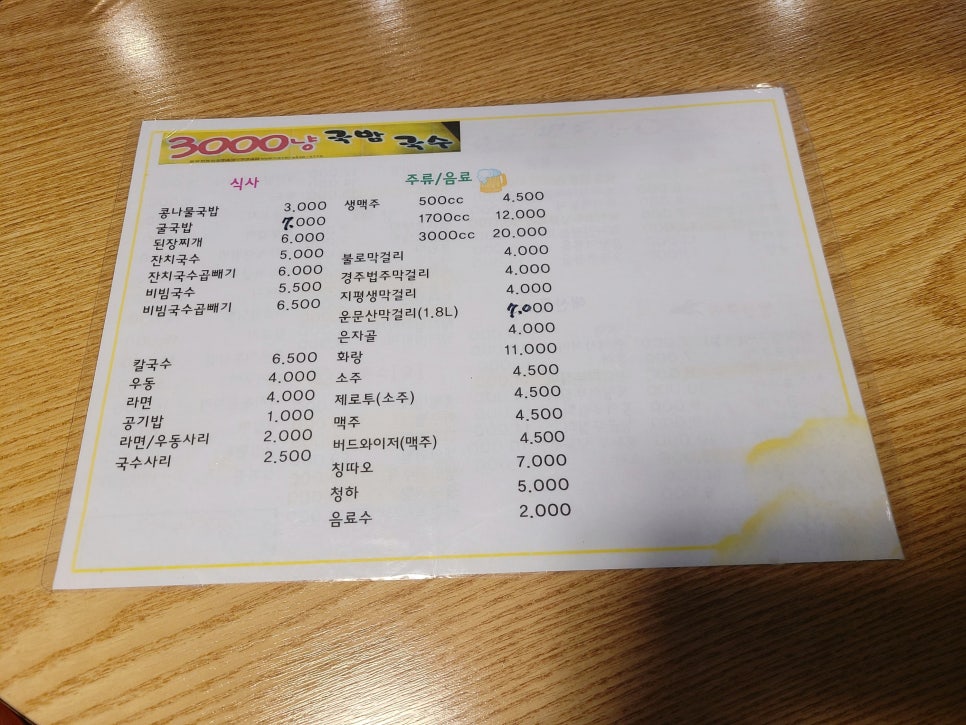 3000냥 국밥 국수
식사
콩나물국밥 3.000
굴국밥 7.000
된장찌개 6.000
잔치국수 5.000
잔치국수곱빼기 6.000
비빔국수 5.500
비빔국수곱빼기 6.500
칼국수 6.500
우동 4.000
라면 4.000
공기밥 1.000
라면/우동사리 2.000
국수사리 2.500
주류/음료
생맥주 500cc 4.500
1700cc 12.000
3000cc 20.000
불로막걸리 4.000
경주법주막걸리 4.000
지평생막걸리 4.000
운문산막걸리(1.8L) 7.000
은자골 4.000
화랑 11.000
소주 4.500
제로투(소주) 4.500
맥주 4.500
버드와이저(맥주) 4.500
칭따오 7.000
청하 5.000
음료수 2.000